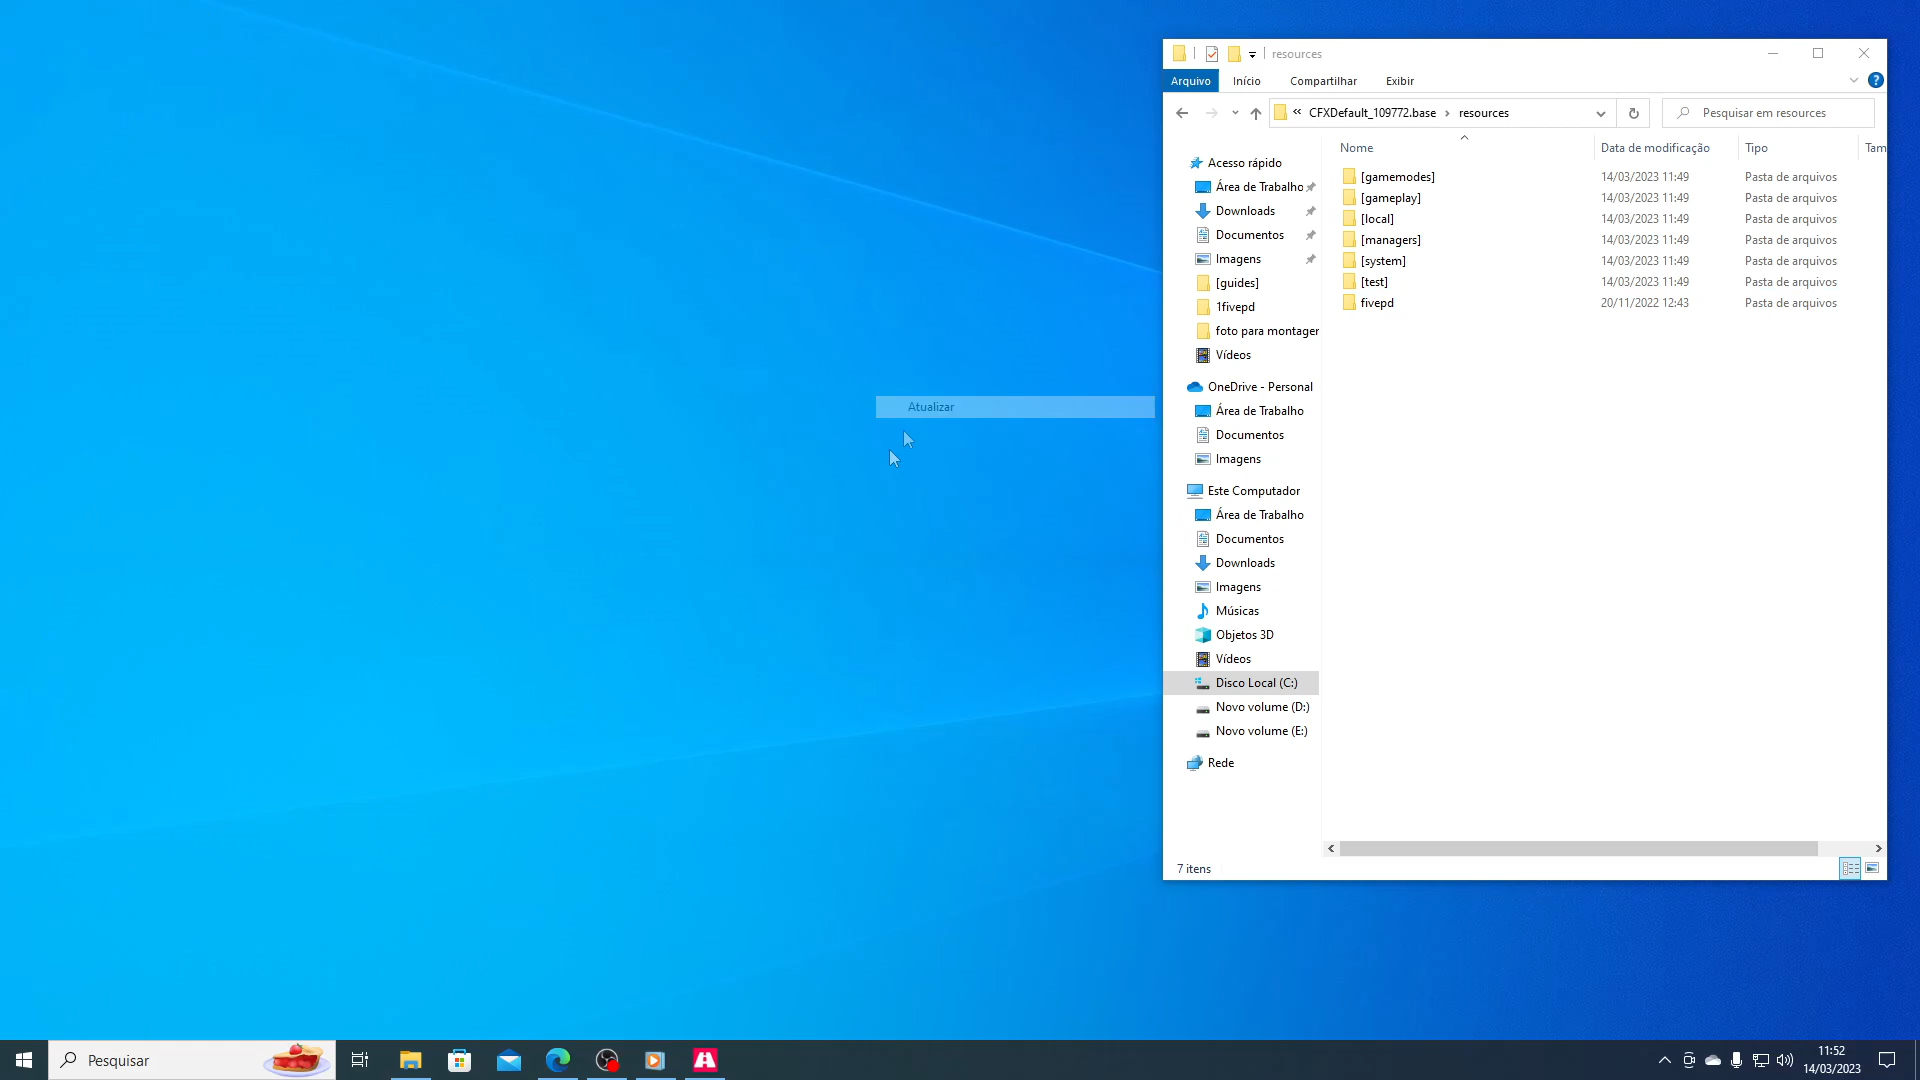 resources
Arquivo
Início
Compartilhar
Exibir
« CFXDefault_109772.base › resources
Pesquisar em resources
Nome
Data de modificação
Tipo
Tam
Acesso rápido
Área de Trabalho
Downloads
Documentos
Imagens
[guides]
1fivepd
foto para montager
Vídeos
OneDrive - Personal
Área de Trabalho
Documentos
Imagens
Este Computador
Área de Trabalho
Documentos
Downloads
Imagens
Músicas
Objetos 3D
Vídeos
Disco Local (C:)
Novo volume (D:)
Novo volume (E:)
Rede
[gamemodes] 14/03/2023 11:49 Pasta de arquivos
[gameplay] 14/03/2023 11:49 Pasta de arquivos
[local] 14/03/2023 11:49 Pasta de arquivos
[managers] 14/03/2023 11:49 Pasta de arquivos
[system] 14/03/2023 11:49 Pasta de arquivos
[test] 14/03/2023 11:49 Pasta de arquivos
fivepd 20/11/2022 12:43 Pasta de arquivos
7 itens
Atualizar
Pesquisar
11:52
14/03/2023